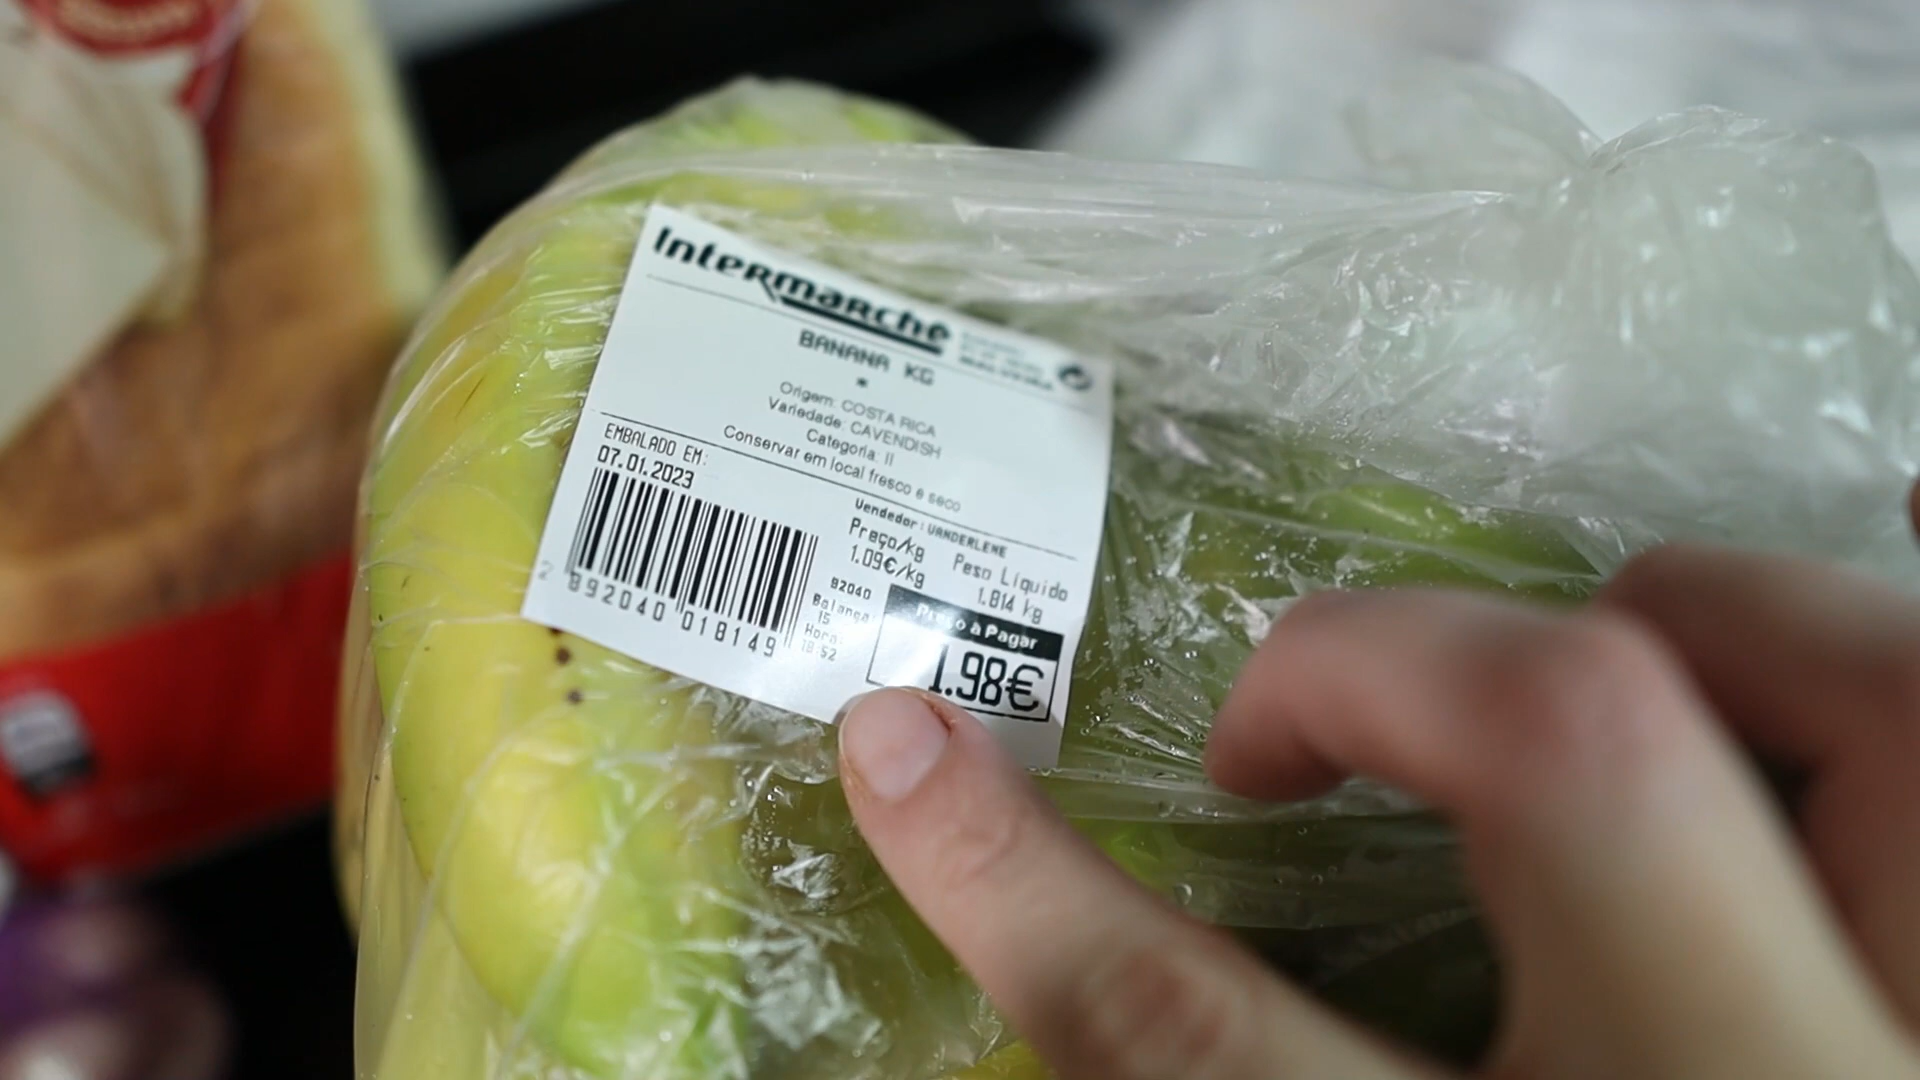 Intermarchē
BANANA KG
*
Origem: COSTA RICA
Variedade: CAVENDISH
Categoria: II
Conservar em local fresco e seco
EMBALADO EM:
07.01.2023
Vendedor: VANDERLENE
Preço/kg Peso Líquido
1.09€/kg 1.814 kg
92040
Balança:
15
Hora:
18:52
Preço a Pagar
1.98€
2 892040 018149